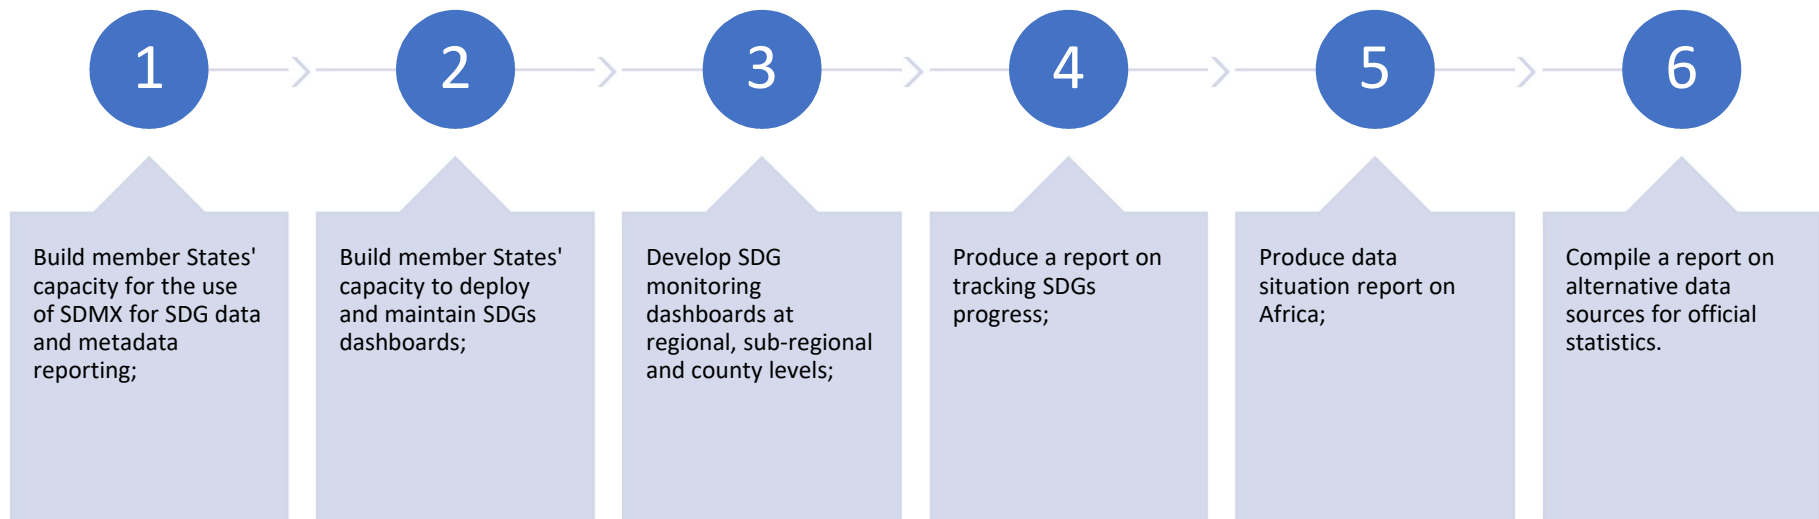 1
Build member States'
capacity for the use
of SDMX for SDG data
and metadata
reporting;
2
Build member States'
capacity to deploy
and maintain SDGs
dashboards;
3
Develop SDG
monitoring
dashboards at
regional, sub-regional
and county levels;
4
Produce a report on
tracking SDGs
progress;
5
Produce data
situation report on
Africa;
6
Compile a report on
alternative data
sources for official
statistics.